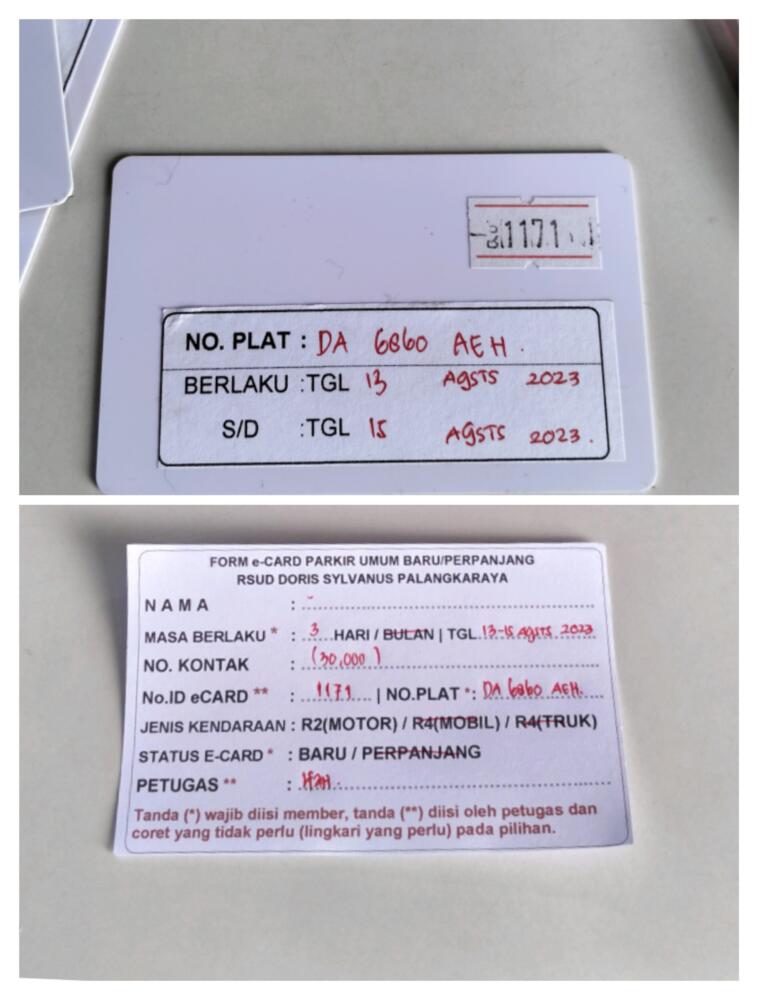 1171
NO. PLAT : DA 6860 AEH.
BERLAKU : TGL 13 AGSTS 2023
S/D : TGL 15 AGSTS 2023.
FORM e-CARD PARKIR UMUM BARU/PERPANJANG
RSUD DORIS SYLVANUS PALANGKARAYA
NAMA :
MASA BERLAKU * : 3 HARI / BULAN | TGL. 13-15 Agsts 2023
NO. KONTAK : (30,000)
No.ID eCARD ** : 1171 | NO.PLAT *: DA 6860 AEH.
JENIS KENDARAAN : R2(MOTOR) / R4(MOBIL) / R4(TRUK)
STATUS E-CARD * : BARU / PERPANJANG
PETUGAS ** :
Tanda (*) wajib diisi member, tanda (**) diisi oleh petugas dan
coret yang tidak perlu (lingkari yang perlu) pada pilihan.